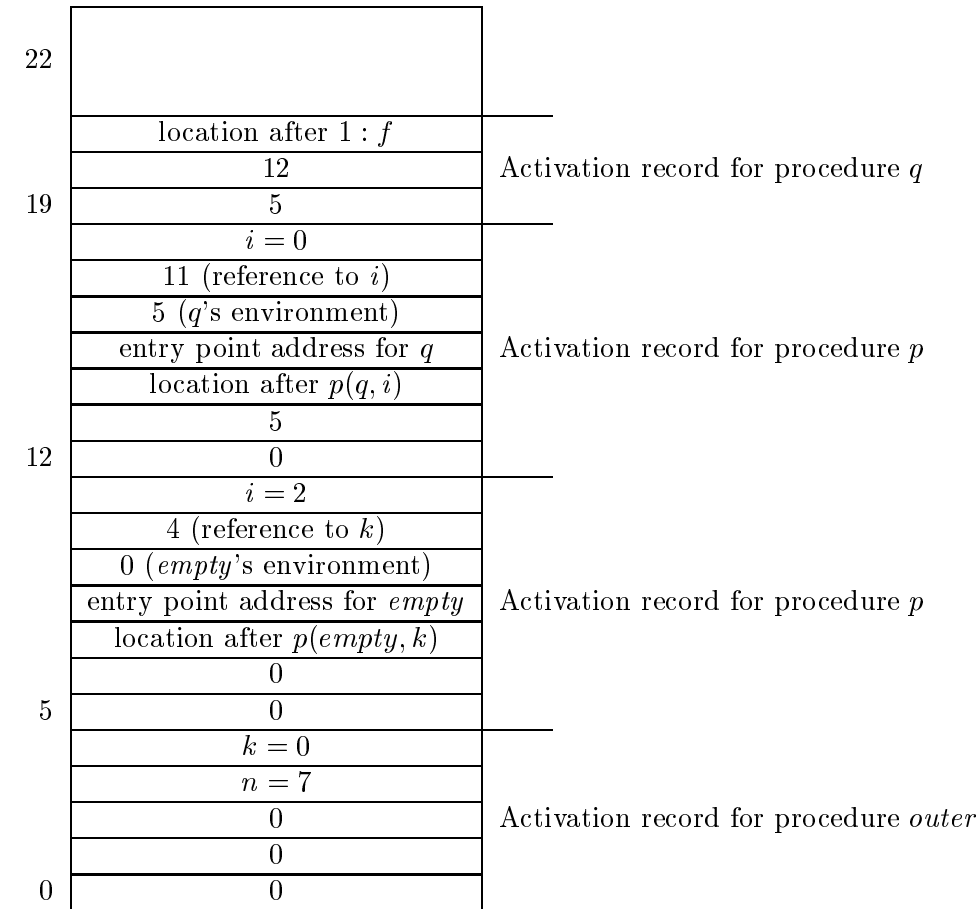 22
location after 1 : f
12
Activation record for procedure q
19
5
i = 0
11 (reference to i)
5 (q's environment)
entry point address for q
Activation record for procedure p
location after p(q, i)
5
12
0
i = 2
4 (reference to k)
0 (empty's environment)
entry point address for empty
Activation record for procedure p
location after p(empty, k)
0
5
0
k = 0
n = 7
0
Activation record for procedure outer
0
0
0